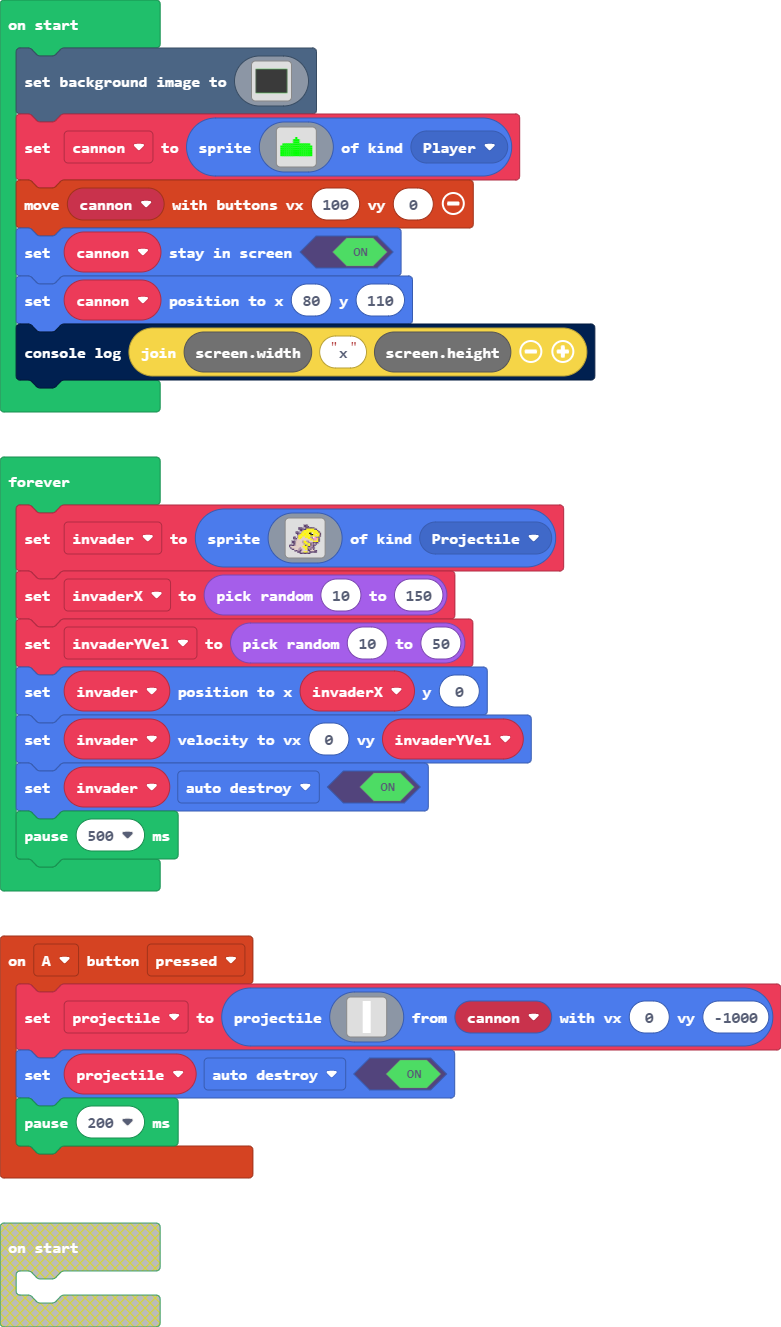 on start
set background image to
set cannon to sprite of kind Player
move cannon with buttons vx 100 vy 0
set cannon stay in screen ON
set cannon position to x 80 y 110
console log join screen.width "x" screen.height
forever
set invader to sprite of kind Projectile
set invaderX to pick random 10 to 150
set invaderYVel to pick random 10 to 50
set invader position to x invaderX y 0
set invader velocity to vx 0 vy invaderYVel
set invader auto destroy ON
pause 500 ms
on A button pressed
set projectile to projectile from cannon with vx 0 vy -1000
set projectile auto destroy ON
pause 200 ms
on start